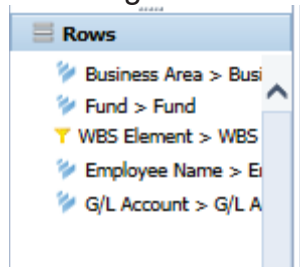 Rows
Business Area > Busi
Fund > Fund
WBS Element > WBS
Employee Name > E
G/L Account > G/L A